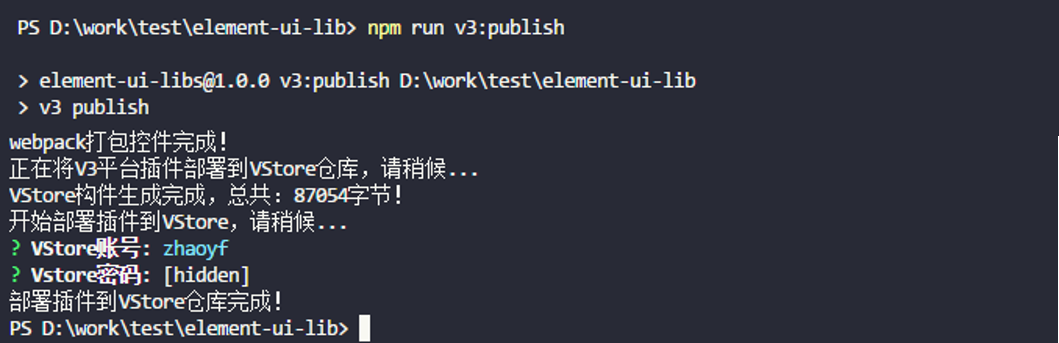 PS D:\work\test\element-ui-lib> npm run v3:publish
> element-ui-libs@1.0.0 v3:publish D:\work\test\element-ui-lib
> v3 publish
webpack打包控件完成!
正在将V3平台插件部署到VStore仓库，请稍候...
VStore构件生成完成，总共: 87054字节!
开始部署插件到VStore，请稍候...
? VStore账号: zhaoyf
? Vstore密码: [hidden]
部署插件到VStore仓库完成!
PS D:\work\test\element-ui-lib>